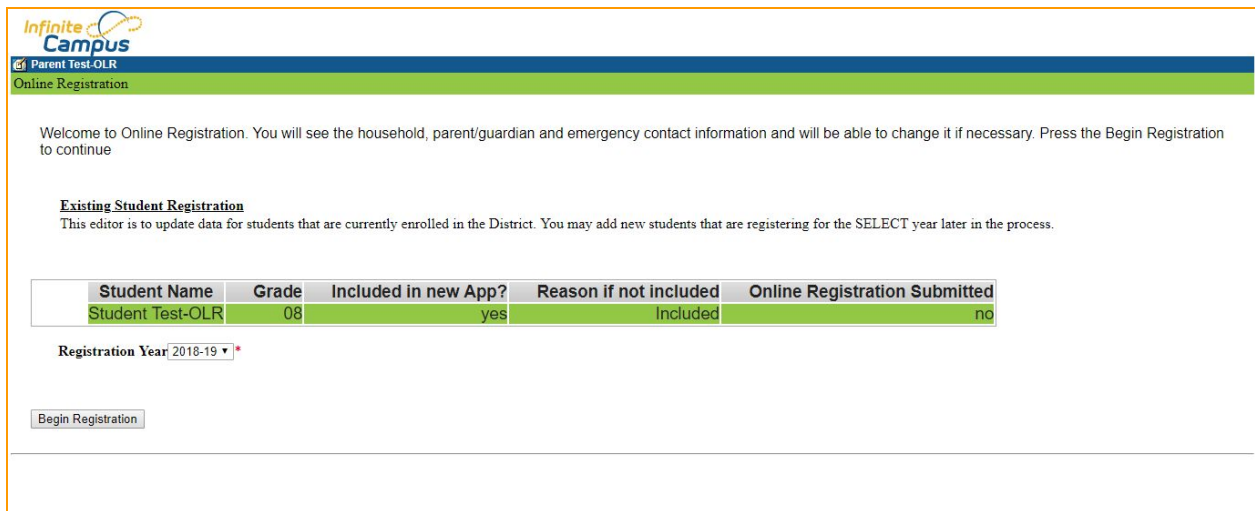 Infinite
Campus
Parent Test-OLR
Online Registration
Welcome to Online Registration. You will see the household, parent/guardian and emergency contact information and will be able to change it if necessary. Press the Begin Registration
to continue
Existing Student Registration
This editor is to update data for students that are currently enrolled in the District. You may add new students that are registering for the SELECT year later in the process.
Student Name Grade Included in new App? Reason if not included Online Registration Submitted
Student Test-OLR 08 yes Included no
Registration Year 2018-19 *
Begin Registration